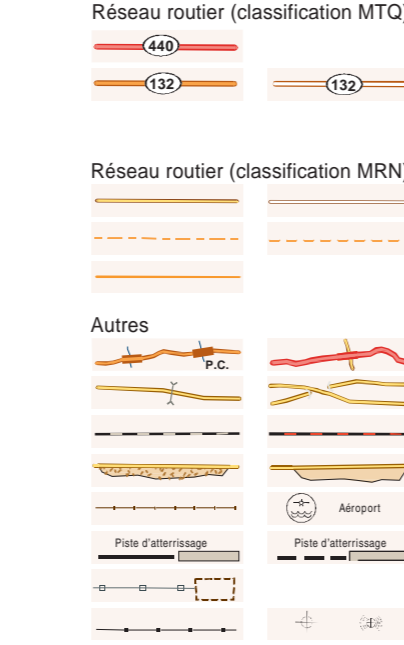 Réseau routier (classification MTQ)
440
132
132
Réseau routier (classification MRN)
Autres
P.C.
Aéroport
Piste d'atterrissage
Piste d'atterrissage